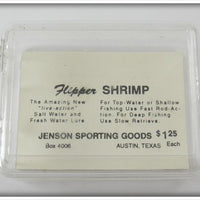 Flipper SHRIMP
The Amazing New
"live-action"
Salt Water and
Fresh Water Lure
For Top-Water or Shallow
Fishing Use Fast Rod-Ac-
tion. For Deep Fishing
Use Slow Retrieve.
JENSON SPORTING GOODS $1.25
Box 4006 AUSTIN, TEXAS Each